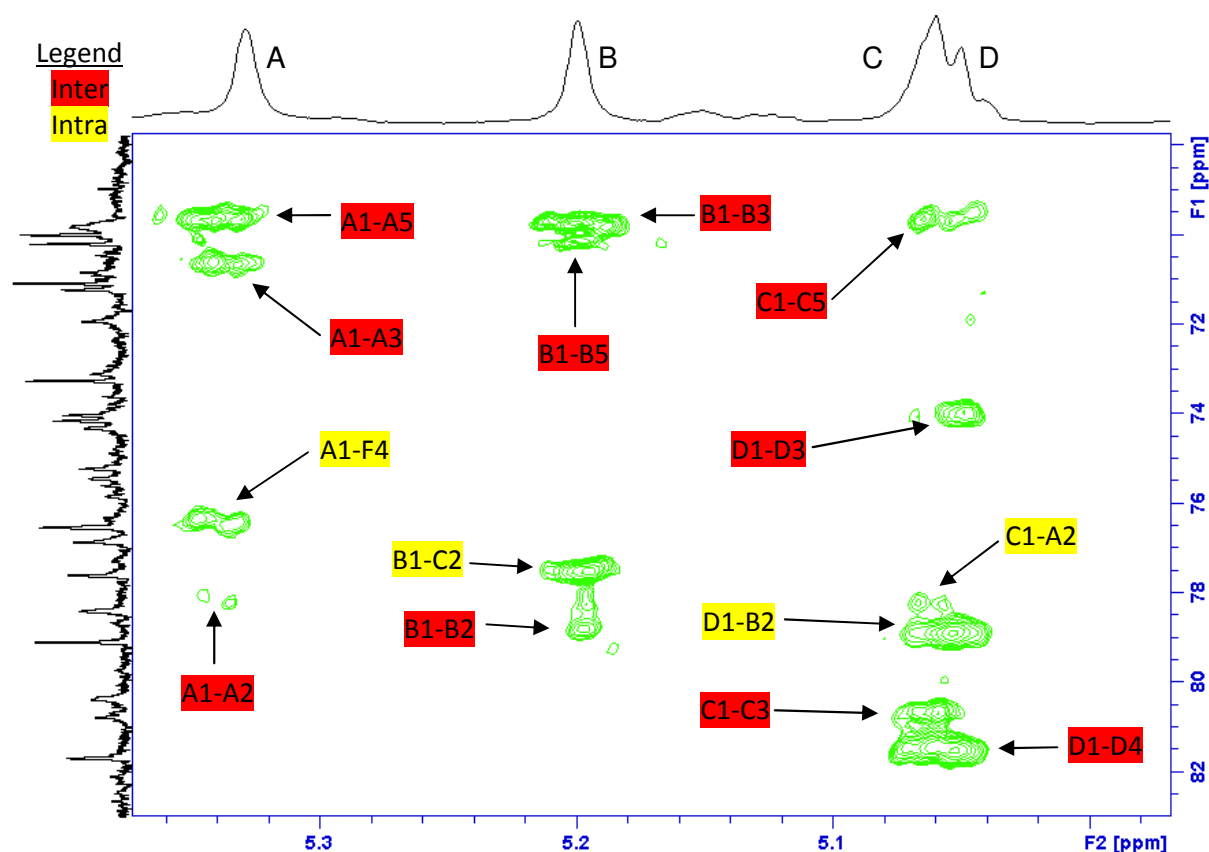 Legend
Inter
Intra
A
B
C
D
A1-A5
B1-B3
C1-C5
A1-A3
B1-B5
A1-F4
D1-D3
B1-C2
C1-A2
B1-B2
D1-B2
A1-A2
C1-C3
D1-D4
F1 [ppm]
72
74
76
78
80
82
5.3
5.2
5.1
F2 [ppm]